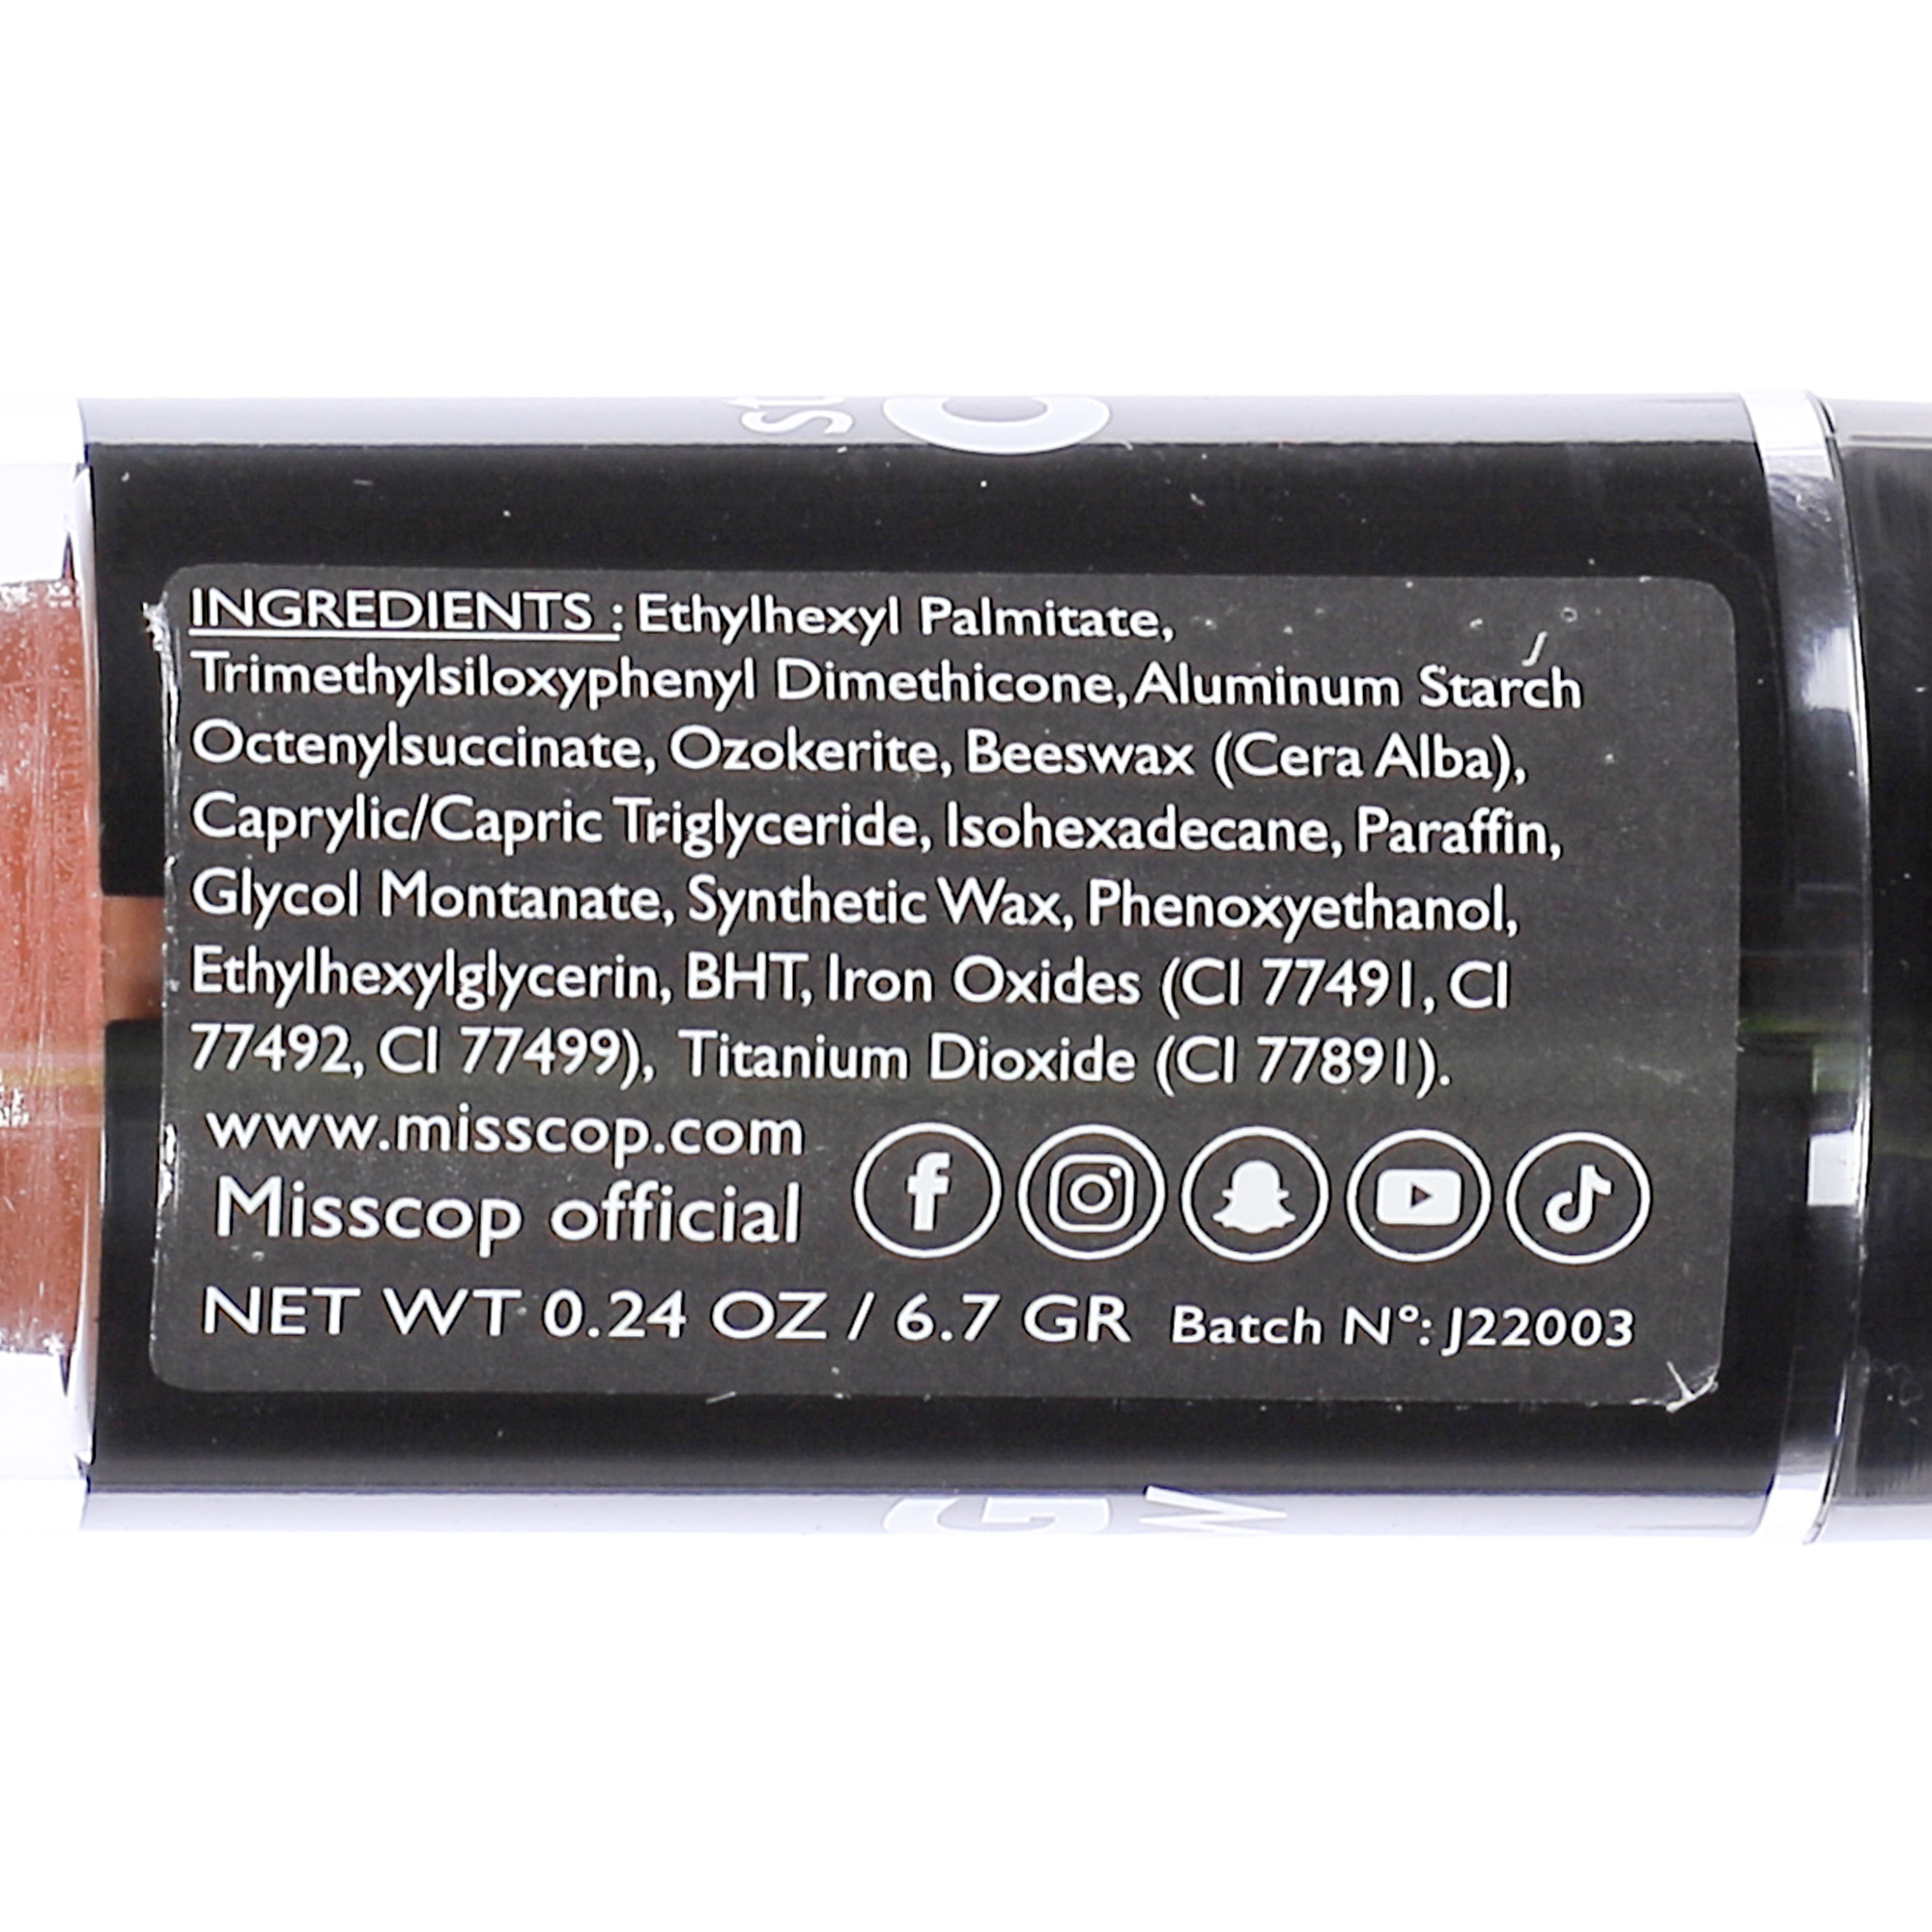 INGREDIENTS : Ethylhexyl Palmitate,
Trimethylsiloxyphenyl Dimethicone, Aluminum Starch
Octenylsuccinate, Ozokerite, Beeswax (Cera Alba),
Caprylic/Capric Triglyceride, Isohexadecane, Paraffin,
Glycol Montanate, Synthetic Wax, Phenoxyethanol,
Ethylhexylglycerin, BHT, Iron Oxides (CI 77491, CI
77492, CI 77499), Titanium Dioxide (CI 77891).
www.misscop.com
Misscop official
NET WT 0.24 OZ / 6.7 GR Batch N°: J22003